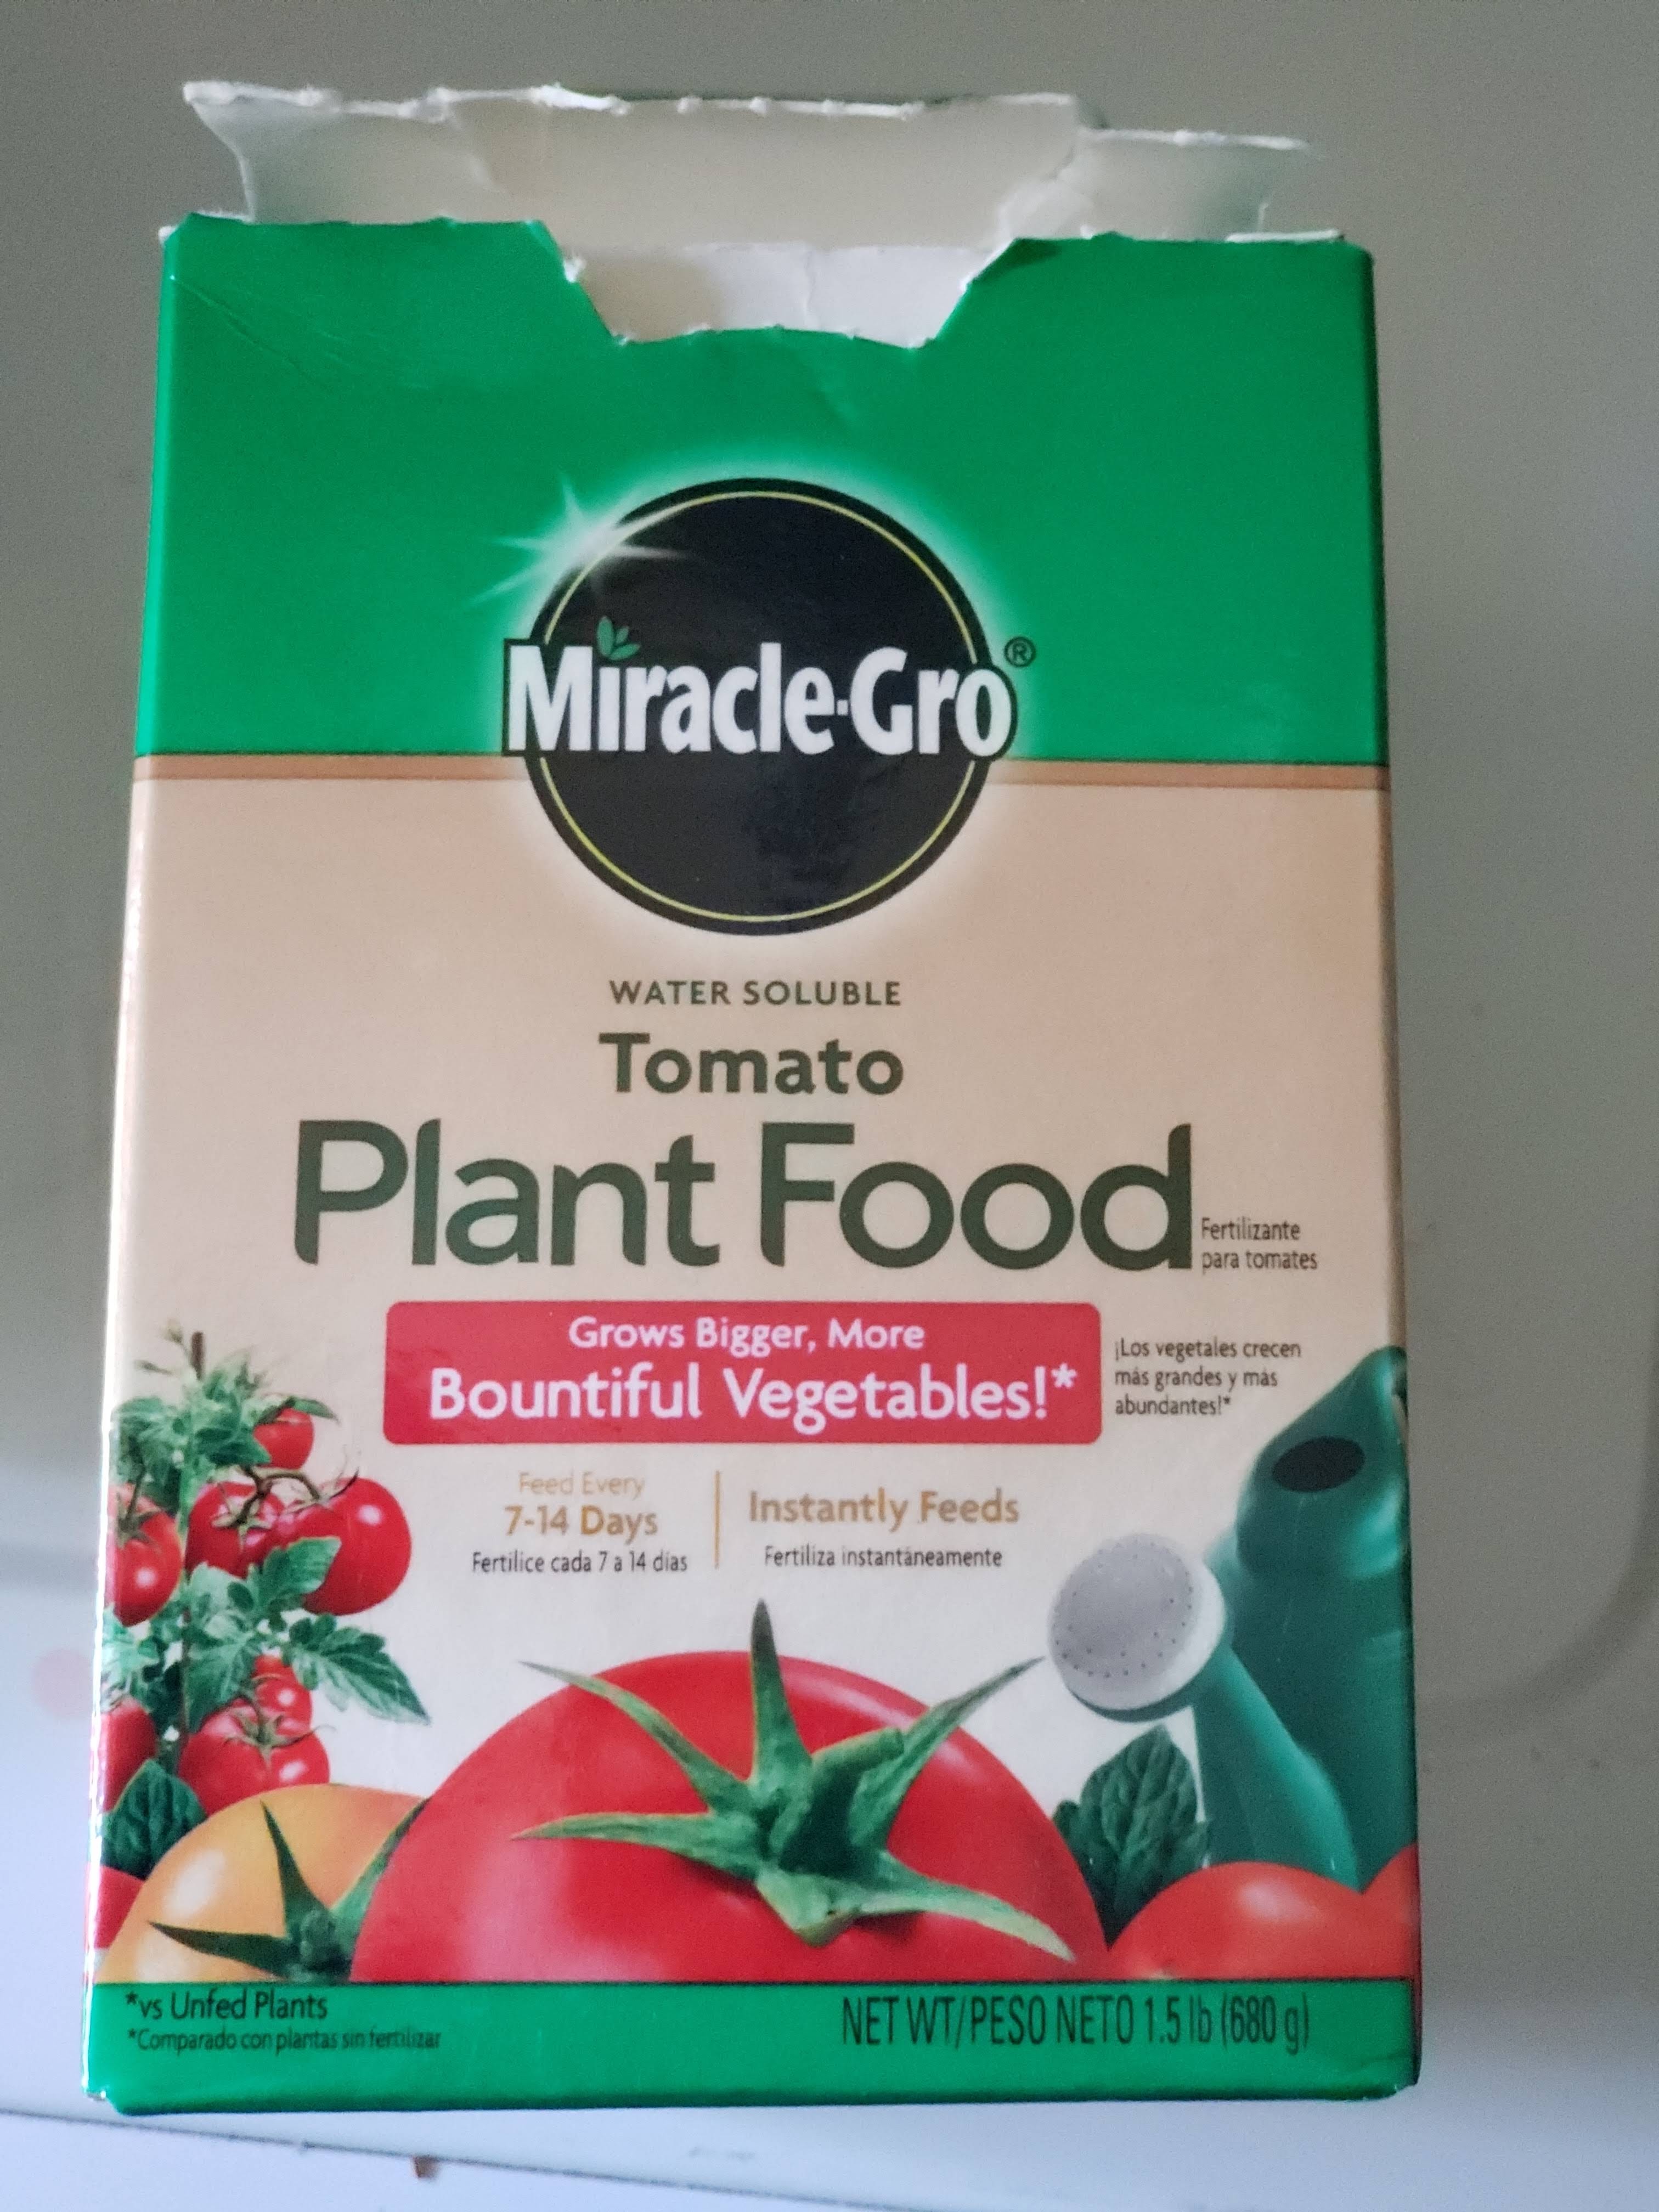 Miracle-Gro®
WATER SOLUBLE
Tomato
Plant Food
Fertilizante
para tomates
Grows Bigger, More
Bountiful Vegetables!*
¡Los vegetales crecen
más grandes y más
abundantes!*
Feed Every
7-14 Days
Fertilice cada 7 a 14 días
Instantly Feeds
Fertiliza instantáneamente
*vs Unfed Plants
*Comparado con plantas sin fertilizar
NET WT/PESO NETO 1.5 lb (680 g)